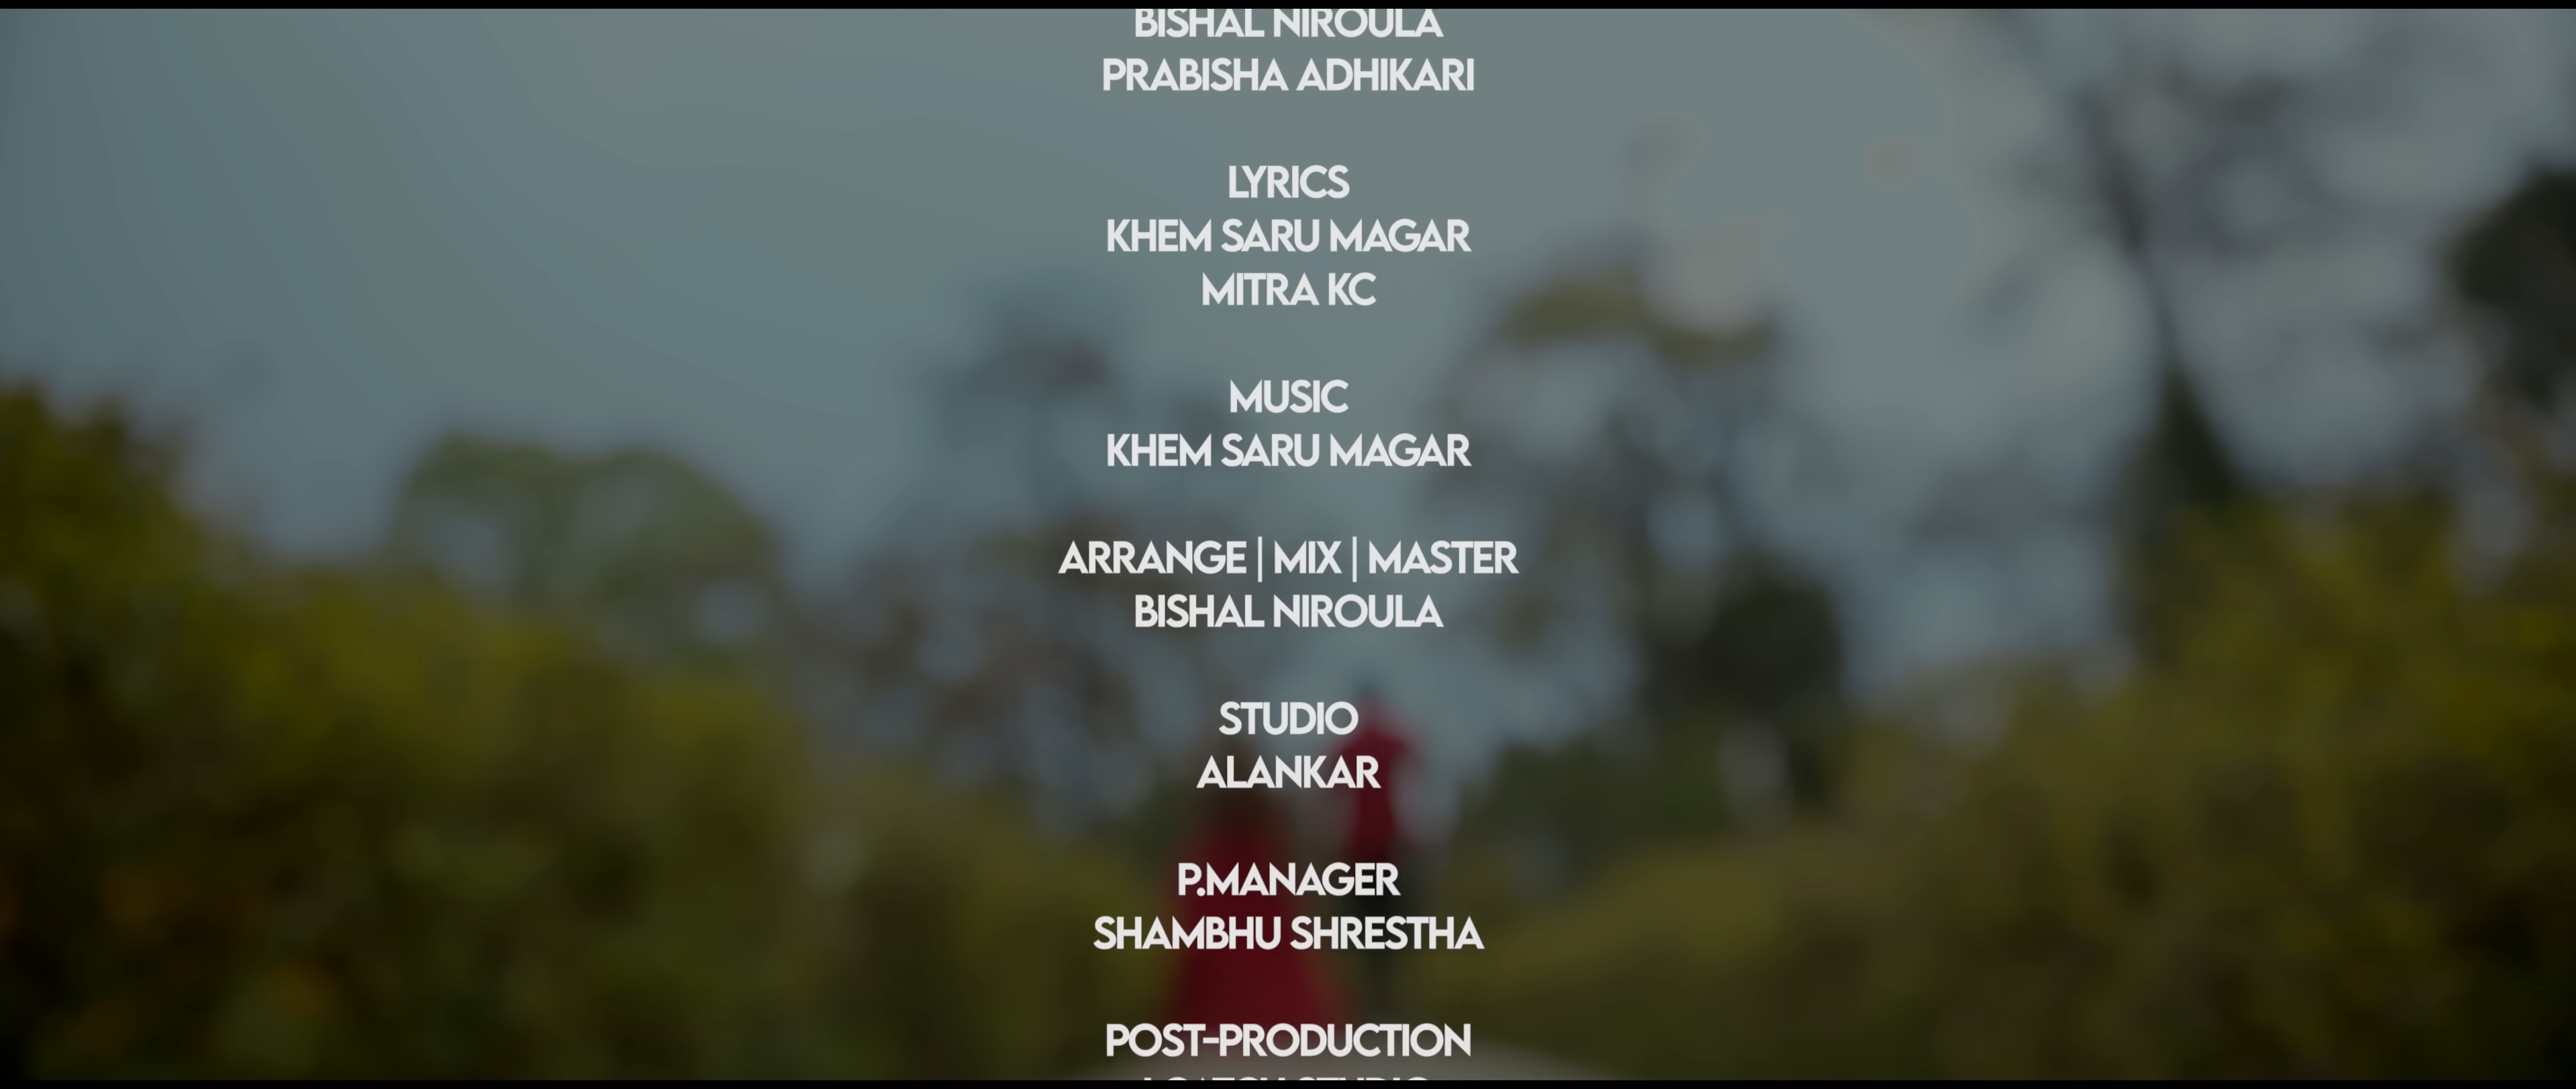 BISHAL NIROULA
PRABISHA ADHIKARI
LYRICS
KHEM SARU MAGAR
MITRA KC
MUSIC
KHEM SARU MAGAR
ARRANGE | MIX | MASTER
BISHAL NIROULA
STUDIO
ALANKAR
P.MANAGER
SHAMBHU SHRESTHA
POST-PRODUCTION
STUDIO